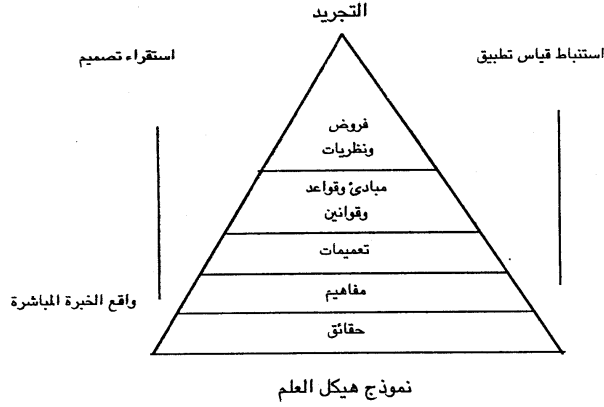 التجريد
استنباط قياس تطبيق
استقراء تصميم
فروض
ونظريات
مبادئ وقواعد
وقوانين
تعميمات
مفاهيم
حقائق
واقع الخبرة المباشرة
نموذج هيكل العلم